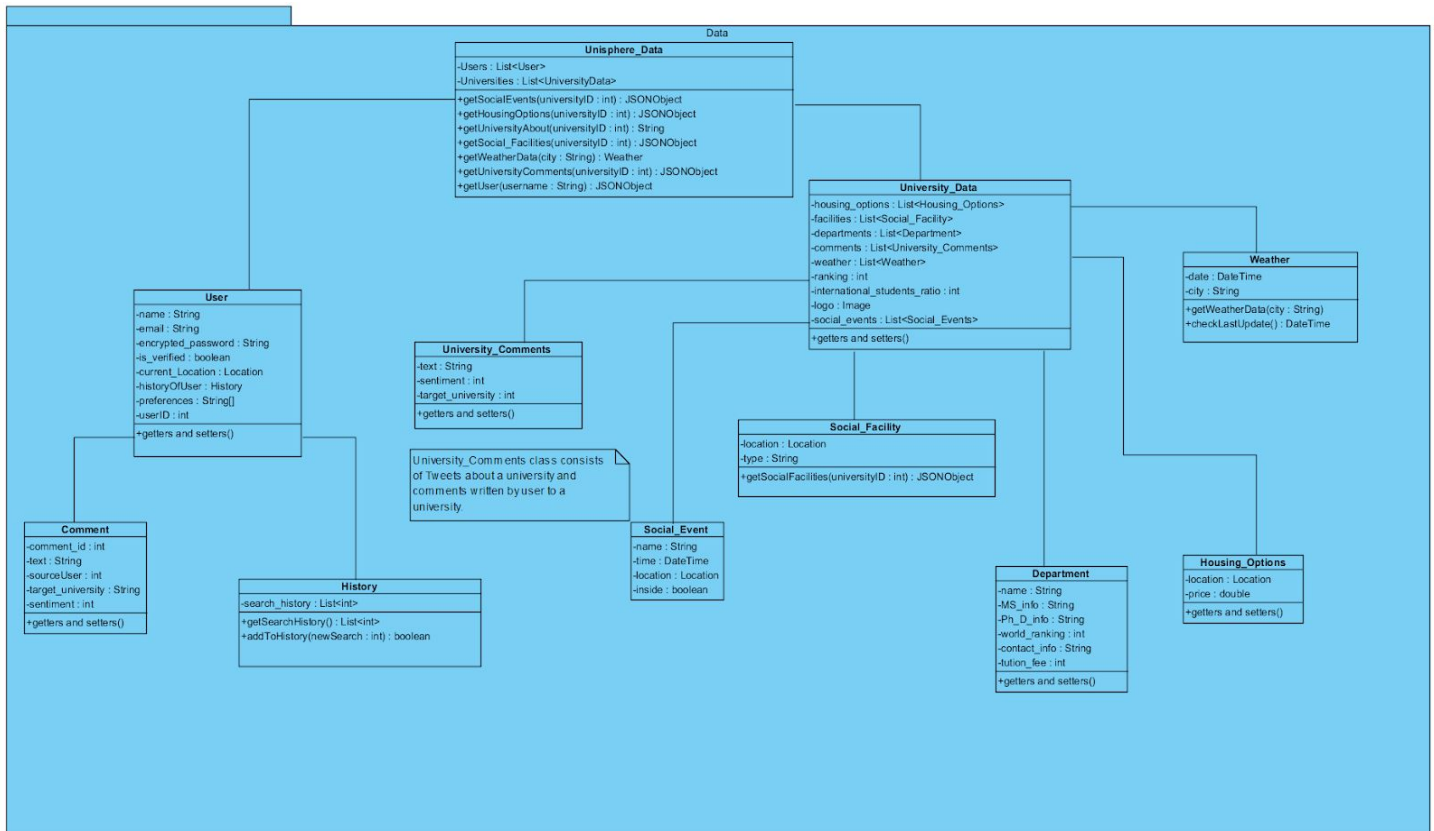 Data
Unisphere_Data
-Users : List<User>
-Universities : List<UniversityData>
+getSocialEvents(universityID : int) : JSONObject
+getHousingOptions(universityID : int) : JSONObject
+getUniversityAbout(universityID : int) : String
+getSocial_Facilities(universityID : int) : JSONObject
+getWeatherData(city : String) : Weather
+getUniversityComments(universityID : int) : JSONObject
+getUser(username : String) : JSONObject
University_Data
-housing_options : List<Housing_Options>
-facilities : List<Social_Facility>
-departments : List<Department>
-comments : List<University_Comments>
-weather : List<Weather>
-ranking : int
-international_students_ratio : int
-logo : Image
-social_events : List<Social_Events>
+getters and setters()
Weather
-date : DateTime
-city : String
+getWeatherData(city : String)
+checkLastUpdate() : DateTime
User
-name : String
-email : String
-encrypted_password : String
-is_verified : boolean
-current_Location : Location
-historyOfUser : History
-preferences : String[]
-userID : int
+getters and setters()
University_Comments
-text : String
-sentiment : int
-target_university : int
+getters and setters()
Social_Facility
-location : Location
-type : String
+getSocialFacilities(universityID : int) : JSONObject
University_Comments class consists
of Tweets about a university and
comments written by user to a
university.
Comment
-comment_id : int
-text : String
-sourceUser : int
-target_university : String
-sentiment : int
+getters and setters()
History
-search_history : List<int>
+getSearchHistory() : List<int>
+addToHistory(newSearch : int) : boolean
Social_Event
-name : String
-time : DateTime
-location : Location
-inside : boolean
Department
-name : String
-MS_info : String
-Ph_D_info : String
-world_ranking : int
-contact_info : String
-tution_fee : int
+getters and setters()
Housing_Options
-location : Location
-price : double
+getters and setters()